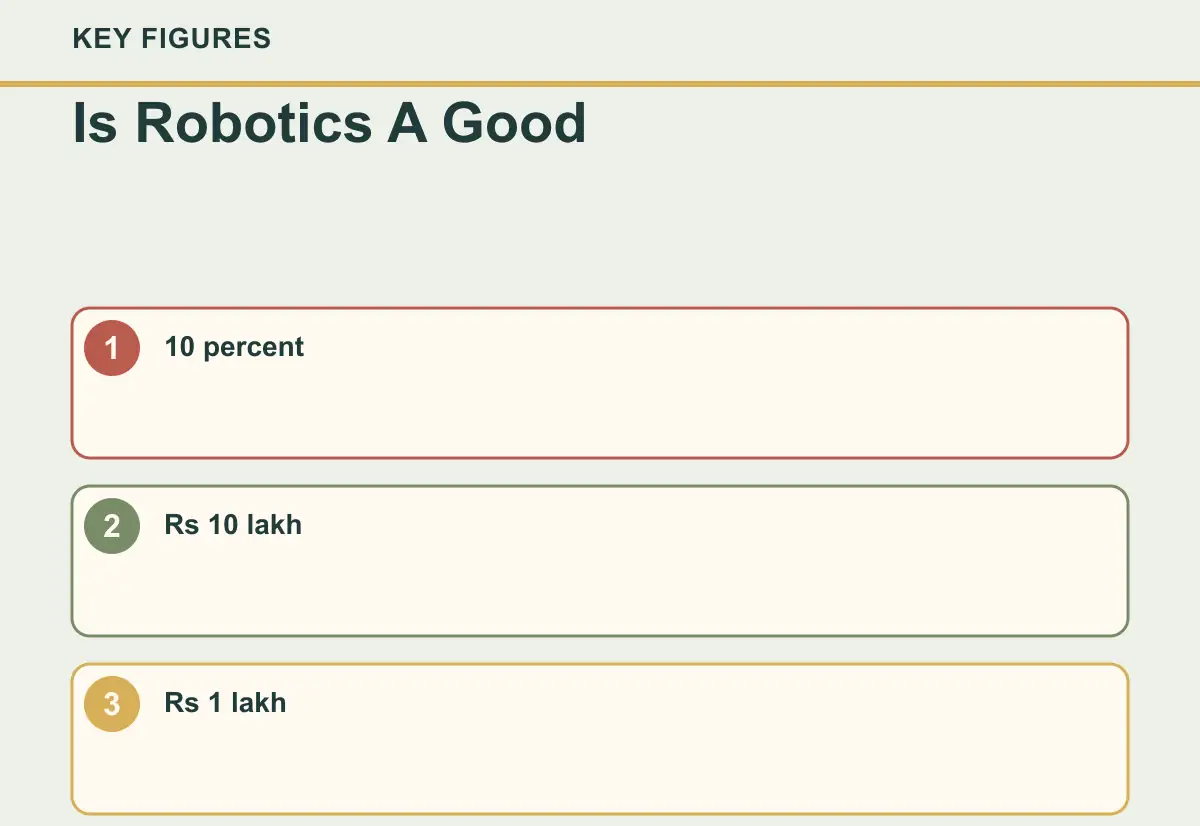 KEY FIGURES
Is Robotics A Good
1 10 percent
2 Rs 10 lakh
3 Rs 1 lakh